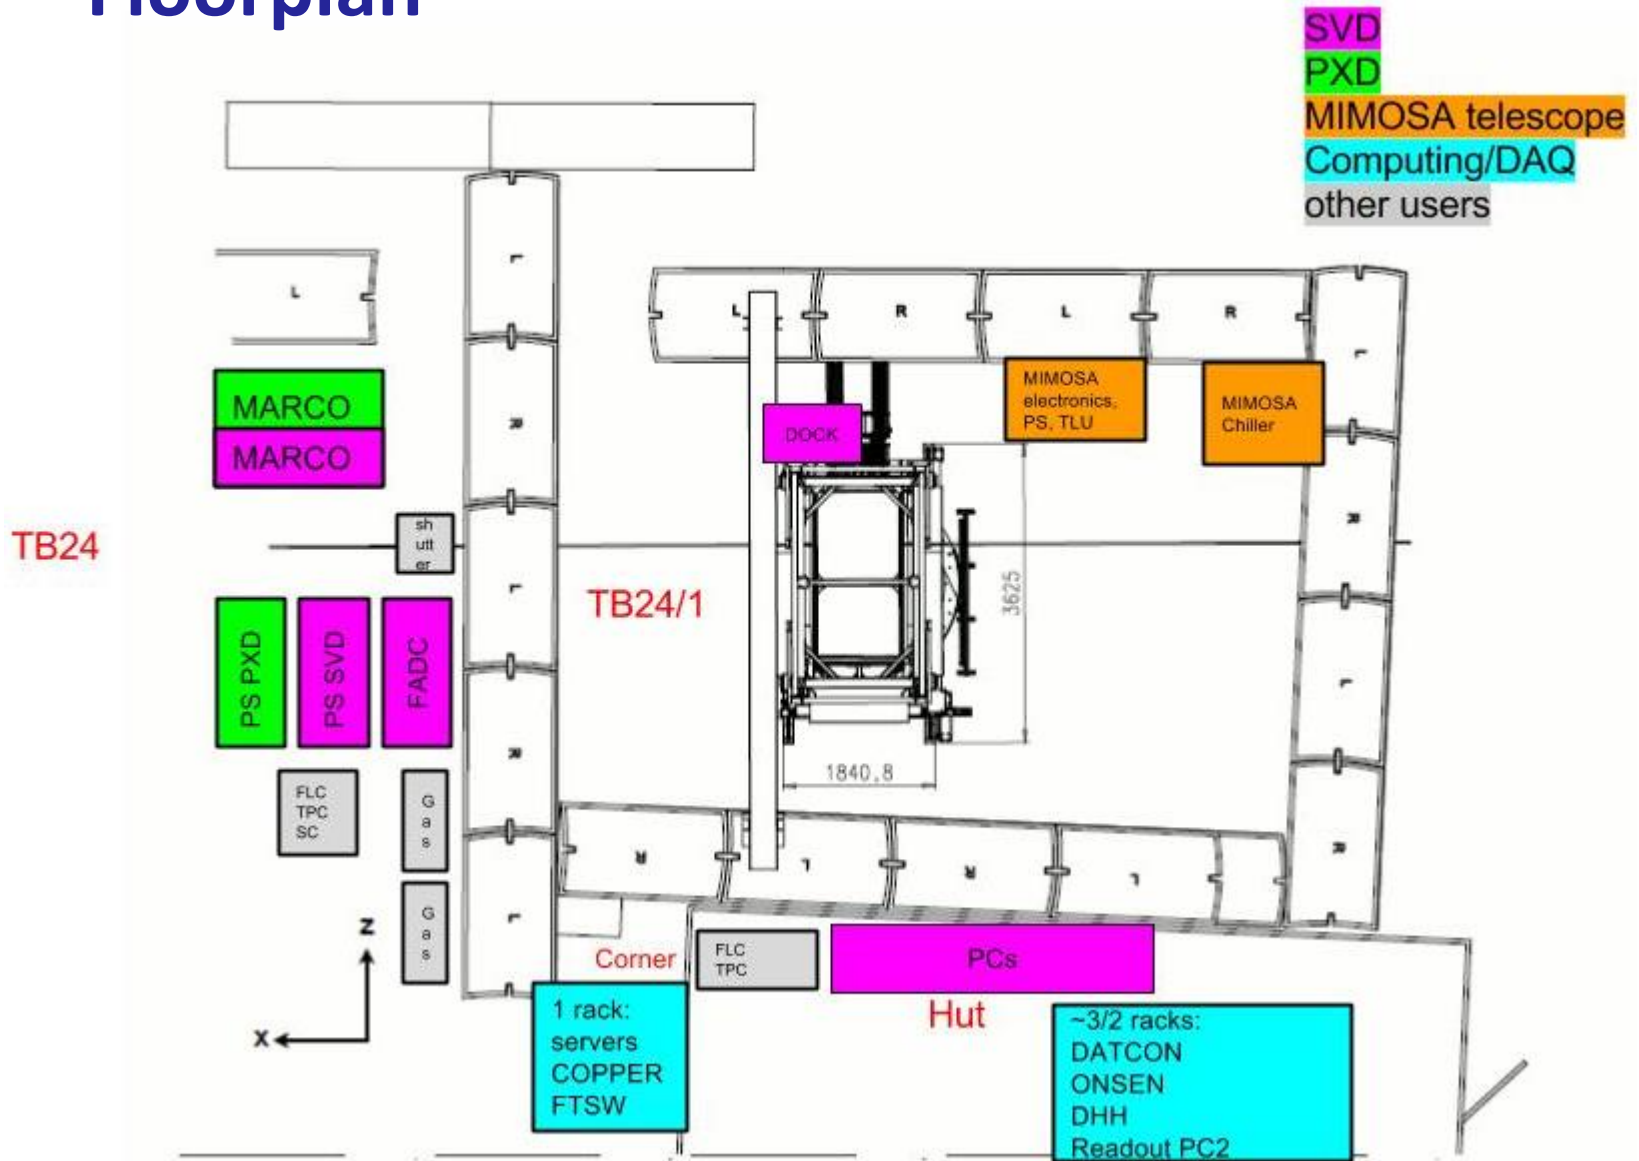 Floorplan
SVD
PXD
MIMOSA telescope
Computing/DAQ
other users
L
L
L
R
L
R
L
MARCO
MARCO
R
DOCK
MIMOSA
electronics,
PS, TLU
MIMOSA
Chiller
R
TB24
sh
utt
er
L
TB24/1
3625
PS PXD
PS SVD
FADC
L
R
1840,8
FLC
TPC
SC
G
a
s
R
L
R
L
R
G
a
s
L
Z
X
Corner
FLC
TPC
PCs
Hut
1 rack:
servers
COPPER
FTSW
~3/2 racks:
DATCON
ONSEN
DHH
Readout PC2